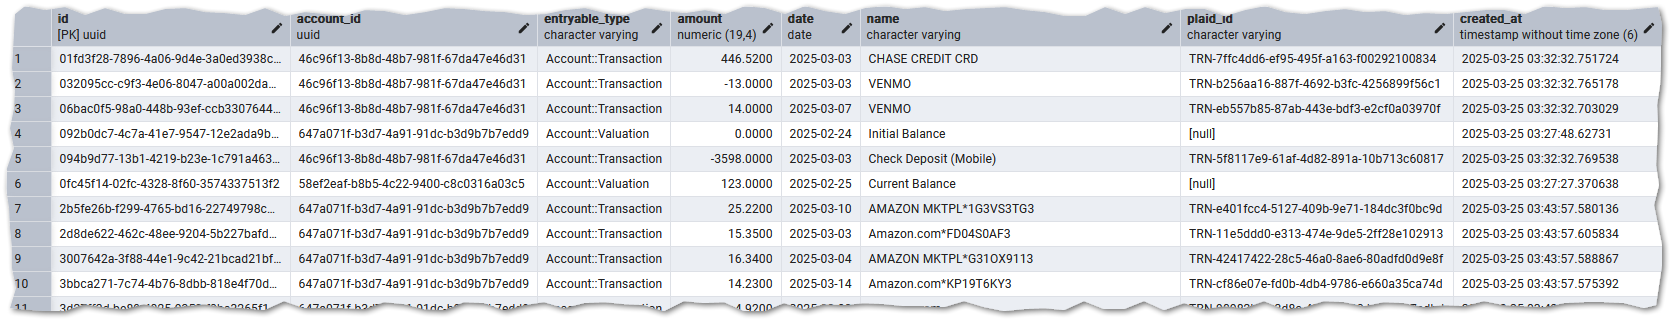 id account_id entryable_type amount date name plaid_id created_at
[PK] uuid uuid character varying numeric (19,4) date character varying character varying timestamp without time zone (6)
1 01fd3f28-7896-4a06-9d4e-3a0ed3938c... 46c96f13-8b8d-48b7-981f-67da47e46d31 Account::Transaction 446.5200 2025-03-03 CHASE CREDIT CRD TRN-7ffc4dd6-ef95-495f-a163-f00292100834 2025-03-25 03:32:32.751724
2 032095cc-c9f3-4e06-8047-a00a002da... 46c96f13-8b8d-48b7-981f-67da47e46d31 Account::Transaction -13.0000 2025-03-03 VENMO TRN-b256aa16-887f-4692-b3fc-4256899f56c1 2025-03-25 03:32:32.765178
3 06bac0f5-98a0-448b-93ef-ccb3307644... 46c96f13-8b8d-48b7-981f-67da47e46d31 Account::Transaction 14.0000 2025-03-07 VENMO TRN-eb557b85-87ab-443e-bdf3-e2cf0a03970f 2025-03-25 03:32:32.703029
4 092b0dc7-4c7a-41e7-9547-12e2ada9b... 647a071f-b3d7-4a91-91dc-b3d9b7b7edd9 Account::Valuation 0.0000 2025-02-24 Initial Balance [null] 2025-03-25 03:27:48.62731
5 094b9d77-13b1-4219-b23e-1c791a463... 46c96f13-8b8d-48b7-981f-67da47e46d31 Account::Transaction -3598.0000 2025-03-03 Check Deposit (Mobile) TRN-5f8117e9-61af-4d82-891a-10b713c60817 2025-03-25 03:32:32.769538
6 0fc45f14-02fc-4328-8f60-3574337513f2 58ef2eaf-b8b5-4c22-9400-c8c0316a03c5 Account::Valuation 123.0000 2025-02-25 Current Balance [null] 2025-03-25 03:27:27.370638
7 2b5fe26b-f299-4765-bd16-22749798c... 647a071f-b3d7-4a91-91dc-b3d9b7b7edd9 Account::Transaction 25.2200 2025-03-10 AMAZON MKTPL*1G3VS3TG3 TRN-e401fcc4-5127-409b-9e71-184dc3f0bc9d 2025-03-25 03:43:57.580136
8 2d8de622-462c-48ee-9204-5b227bafd... 647a071f-b3d7-4a91-91dc-b3d9b7b7edd9 Account::Transaction 15.3500 2025-03-03 Amazon.com*FD04S0AF3 TRN-11e5ddd0-e313-474e-9de5-2ff28e102913 2025-03-25 03:43:57.605834
9 3007642a-3f88-44e1-9c42-21bcad21bf... 647a071f-b3d7-4a91-91dc-b3d9b7b7edd9 Account::Transaction 16.3400 2025-03-04 AMAZON MKTPL*G31OX9113 TRN-42417422-28c5-46a0-8ae6-80adfd0d9e8f 2025-03-25 03:43:57.588867
10 3bbca271-7c74-4b76-8dbb-818e4f70d... 647a071f-b3d7-4a91-91dc-b3d9b7b7edd9 Account::Transaction 14.2300 2025-03-14 Amazon.com*KP19T6KY3 TRN-cf86e07e-fd0b-4db4-9786-e660a35ca74d 2025-03-25 03:43:57.575392
11